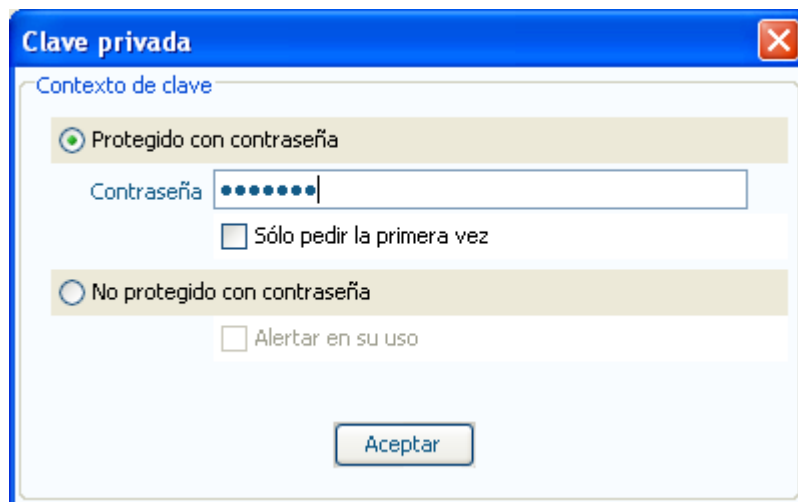 Clave privada
Contexto de clave
Protegido con contraseña
Contraseña •••••••
Sólo pedir la primera vez
No protegido con contraseña
Alertar en su uso
Aceptar